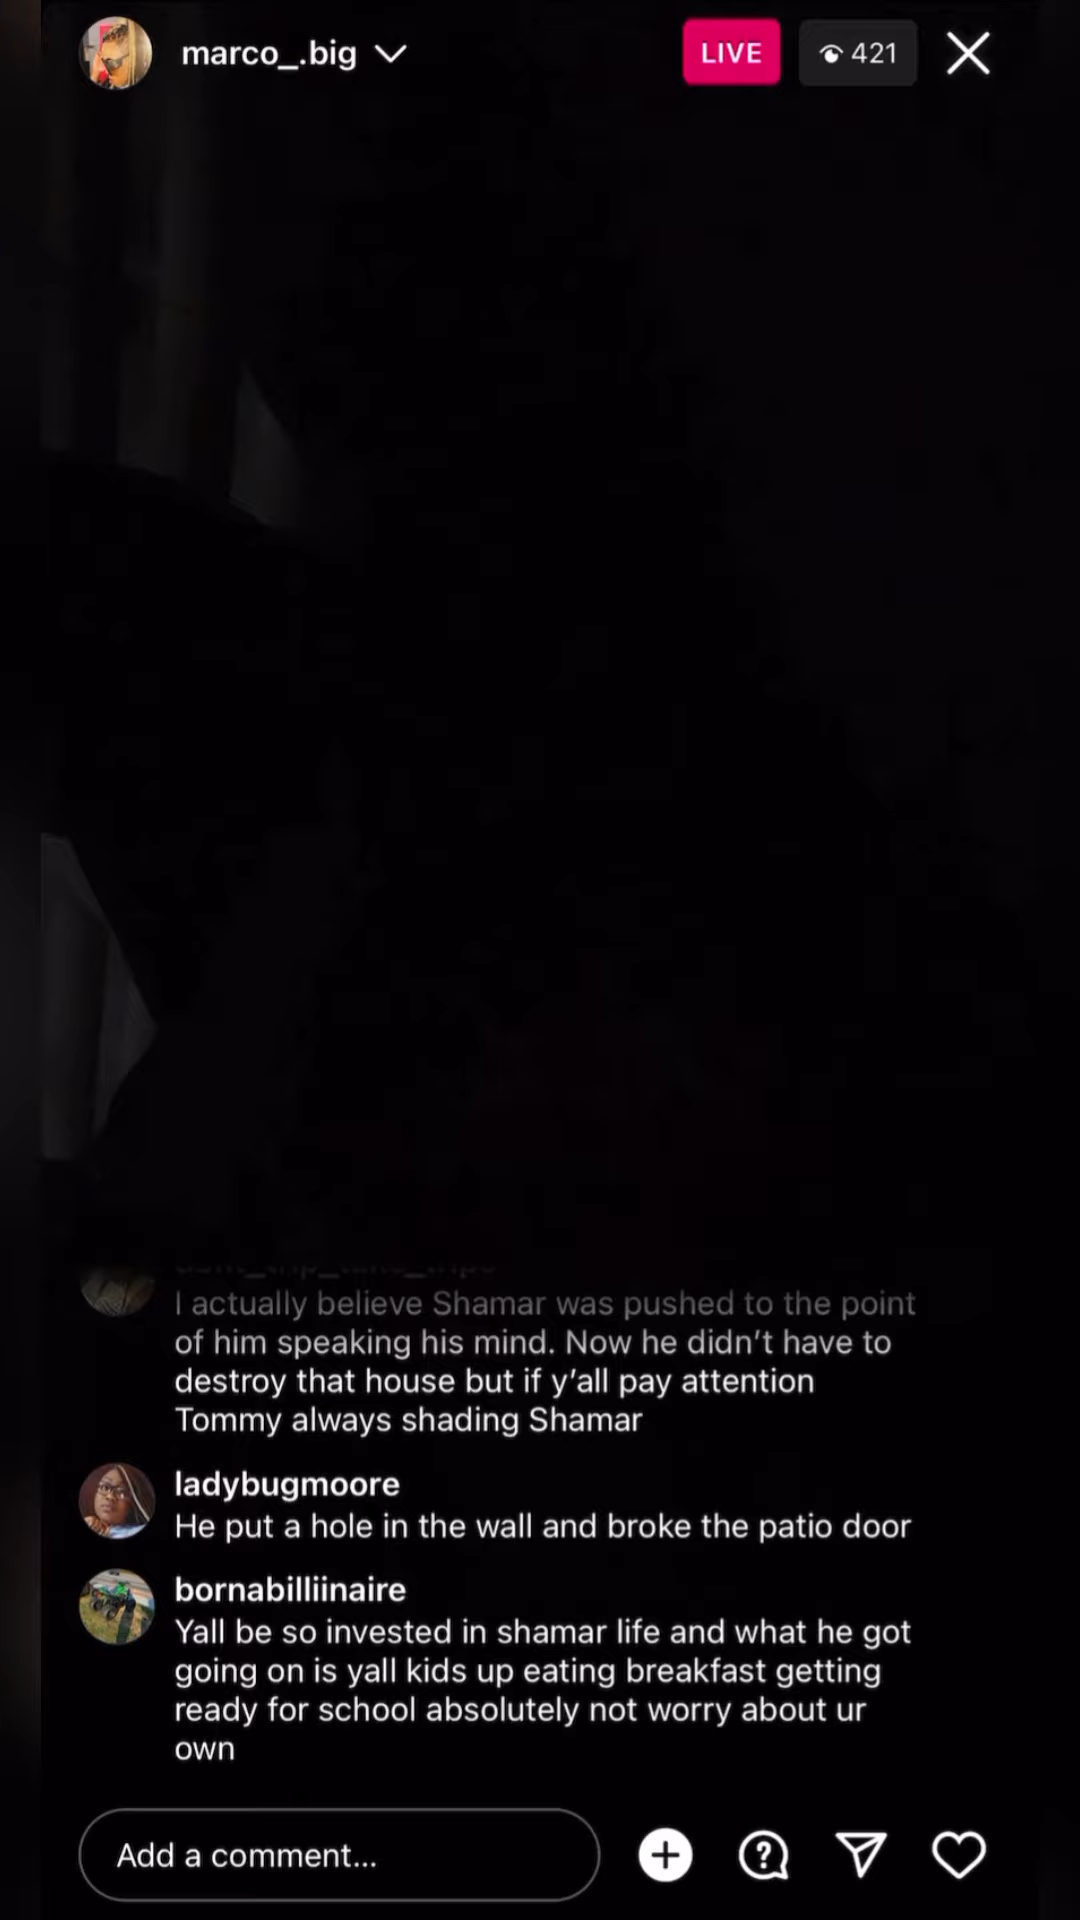 marco_.big
LIVE
421
I actually believe Shamar was pushed to the point
of him speaking his mind. Now he didn’t have to
destroy that house but if y’all pay attention
Tommy always shading Shamar
ladybugmoore
He put a hole in the wall and broke the patio door
bornabilliinaire
Yall be so invested in shamar life and what he got
going on is yall kids up eating breakfast getting
ready for school absolutely not worry about ur
own
Add a comment...